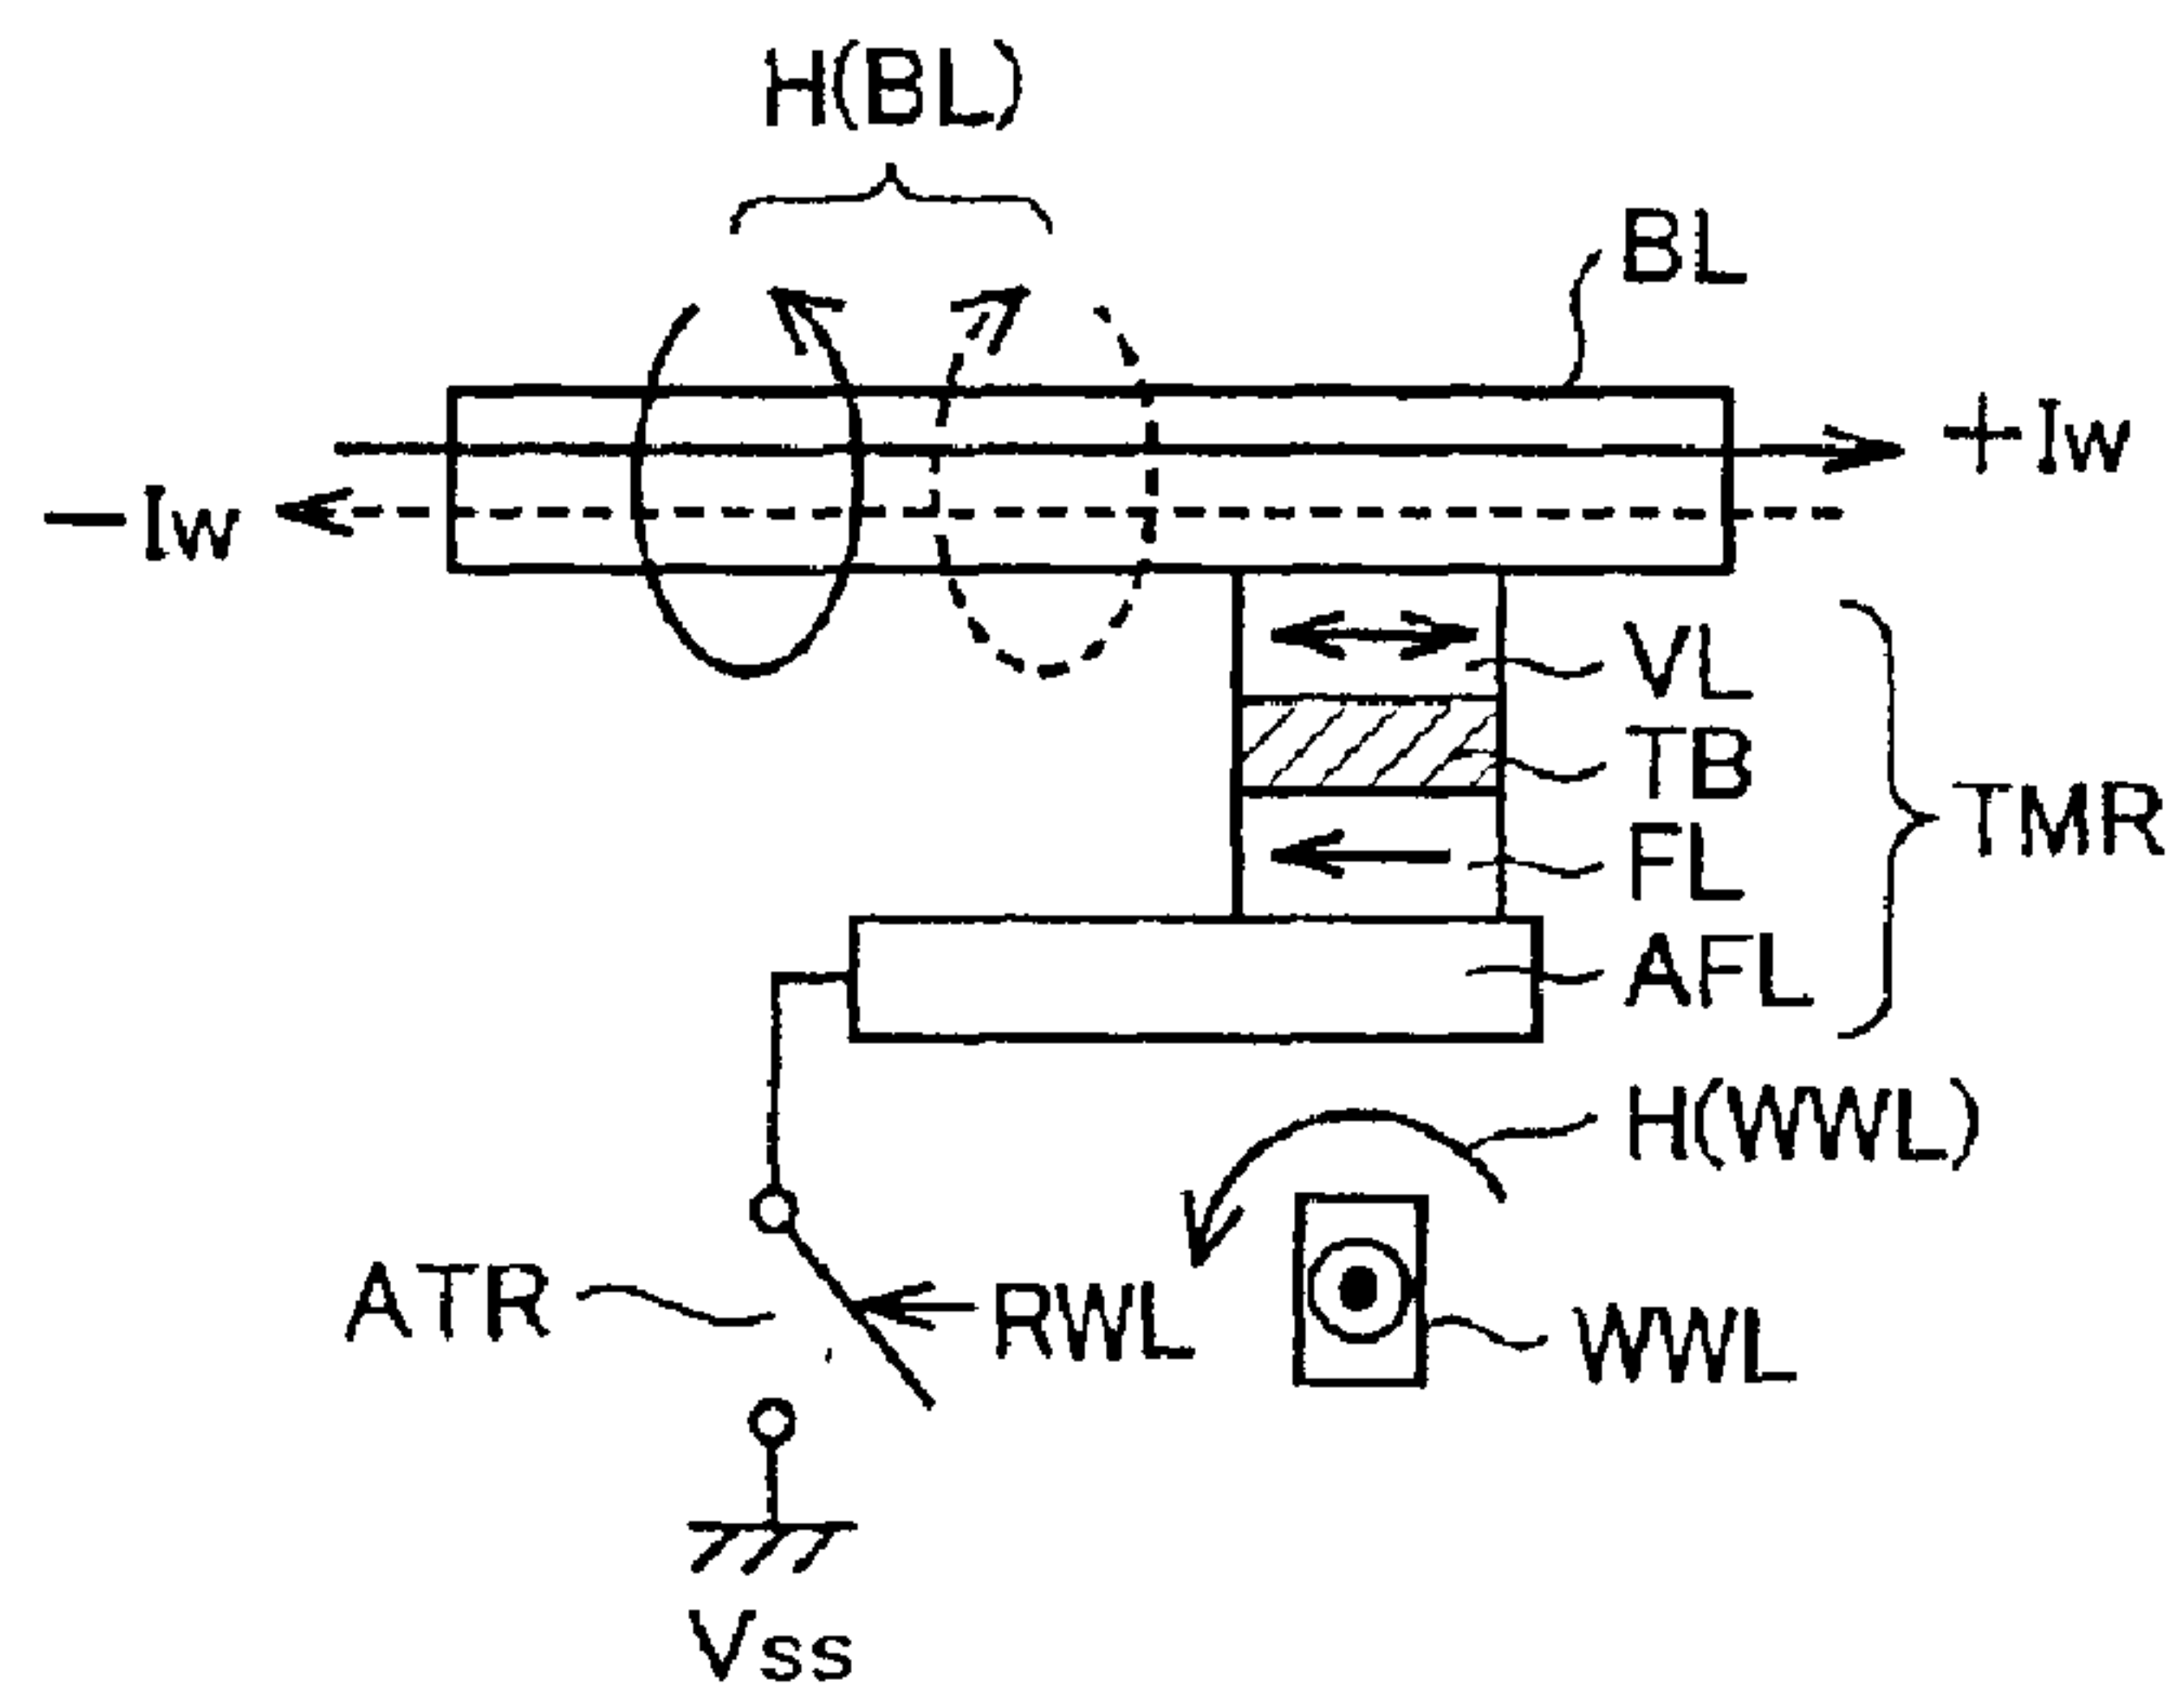 H(BL)
BL
+Iw
−Iw
VL
TB
TMR
FL
AFL
H(WWL)
ATR
RWL
WWL
Vss